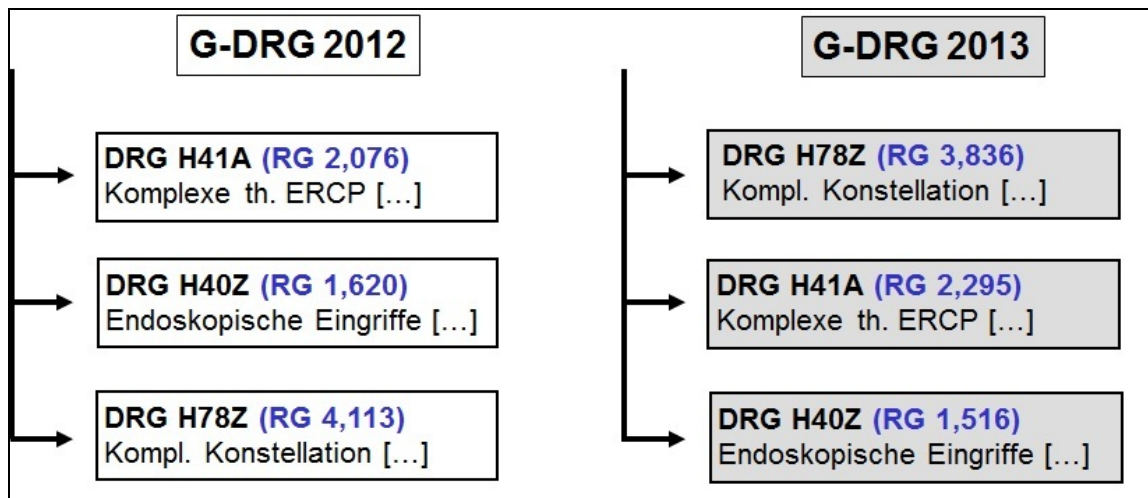 G-DRG 2012
DRG H41A (RG 2,076)
Komplexe th. ERCP [...]
DRG H40Z (RG 1,620)
Endoskopische Eingriffe [...]
DRG H78Z (RG 4,113)
Kompl. Konstellation [...]
G-DRG 2013
DRG H78Z (RG 3,836)
Kompl. Konstellation [...]
DRG H41A (RG 2,295)
Komplexe th. ERCP [...]
DRG H40Z (RG 1,516)
Endoskopische Eingriffe [...]